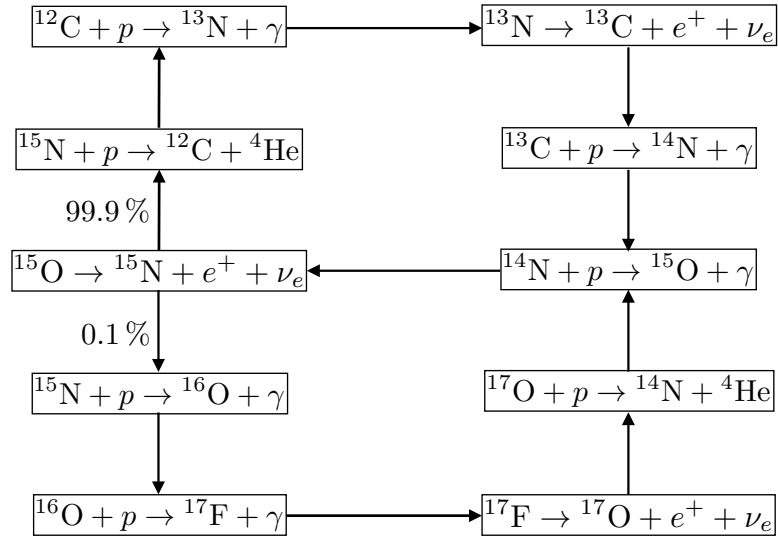 ¹²C + p → ¹³N + γ
¹³N → ¹³C + e⁺ + νₑ
¹⁵N + p → ¹²C + ⁴He
¹³C + p → ¹⁴N + γ
99.9 %
¹⁵O → ¹⁵N + e⁺ + νₑ
¹⁴N + p → ¹⁵O + γ
0.1 %
¹⁵N + p → ¹⁶O + γ
¹⁷O + p → ¹⁴N + ⁴He
¹⁶O + p → ¹⁷F + γ
¹⁷F → ¹⁷O + e⁺ + νₑ